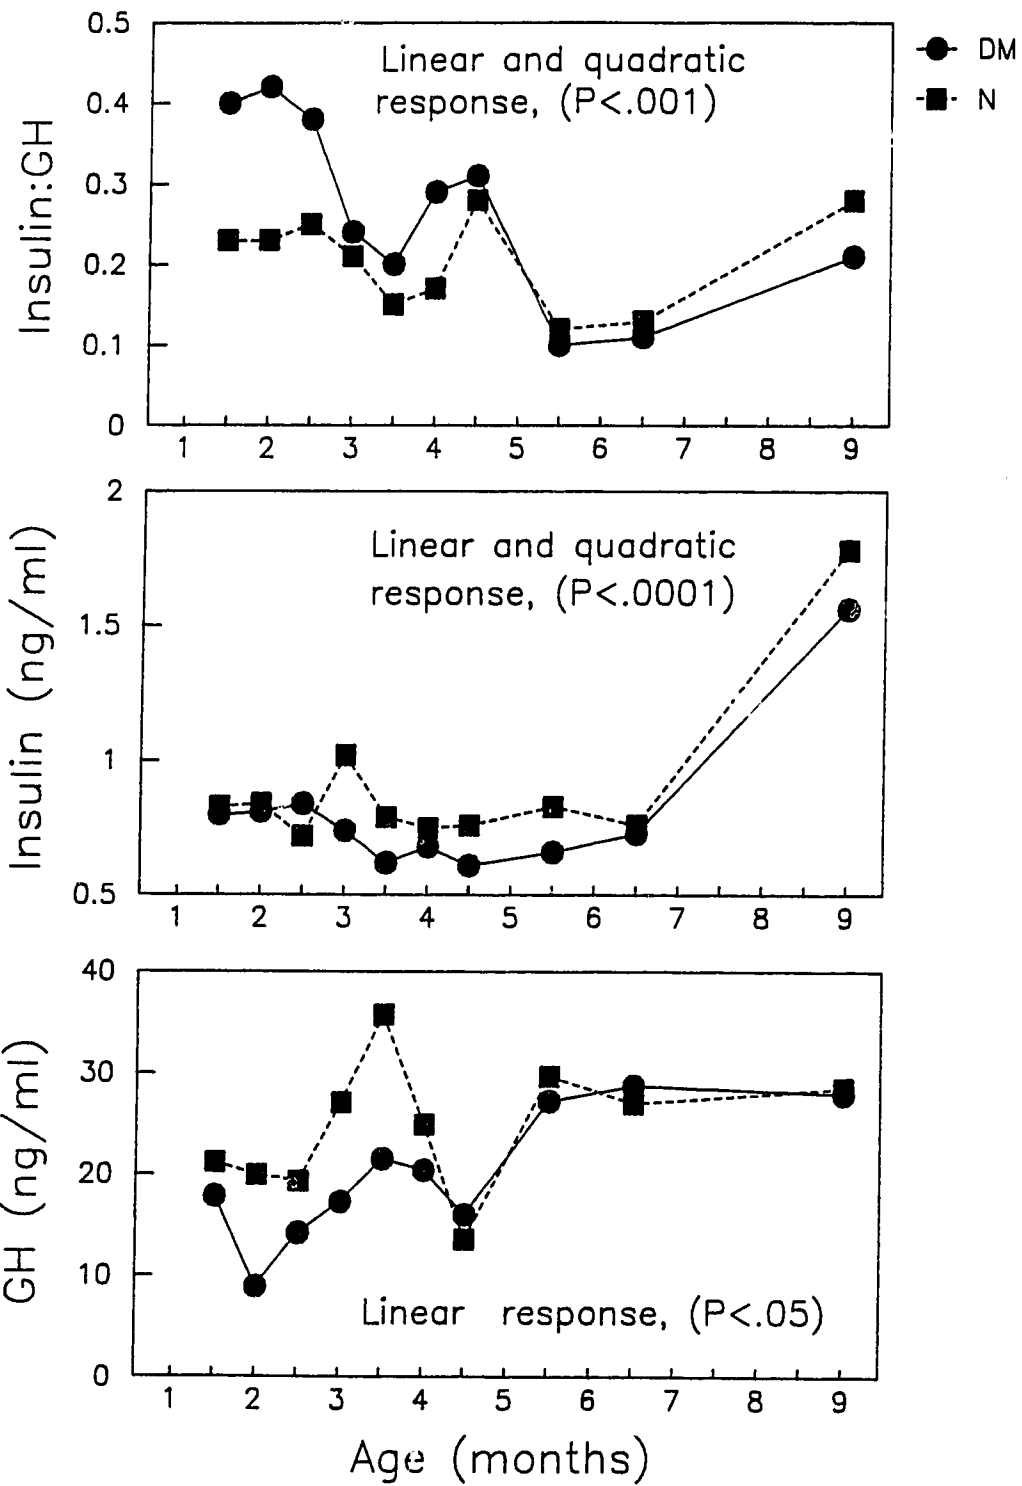 0.5
Linear and quadratic
response, (P<.001)
DM
N
0.4
0.3
0.2
0.1
0
Insulin:GH
1 2 3 4 5 6 7 8 9
2
Linear and quadratic
response, (P<.0001)
1.5
1
0.5
Insulin (ng/ml)
1 2 3 4 5 6 7 8 9
40
30
20
10
Linear response, (P<.05)
0
GH (ng/ml)
1 2 3 4 5 6 7 8 9
Age (months)